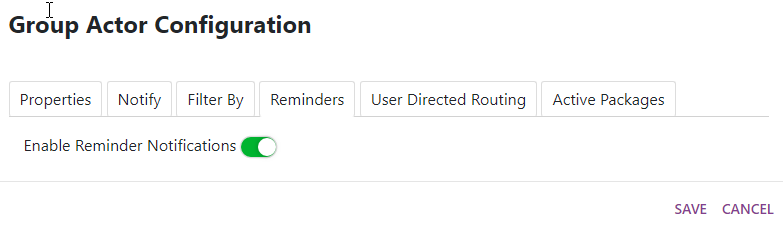 Group Actor Configuration
Properties Notify Filter By Reminders User Directed Routing Active Packages
Enable Reminder Notifications
SAVE CANCEL